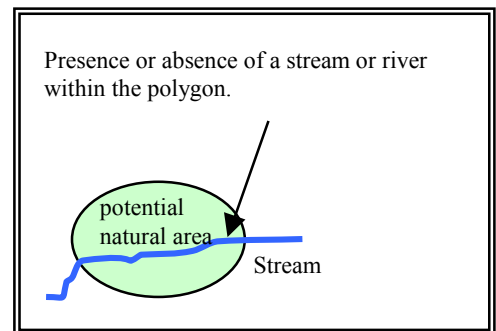 Presence or absence of a stream or river
within the polygon.
potential
natural area
Stream